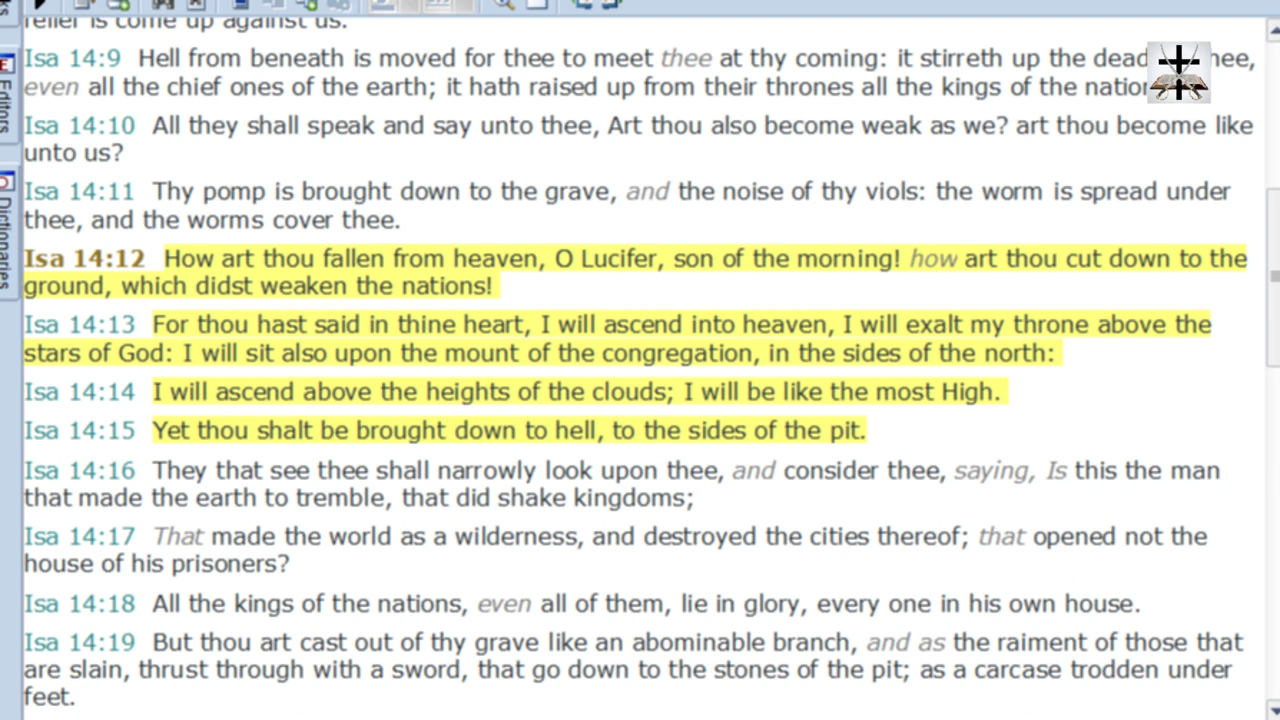 feller is come up against us.
Isa 14:9 Hell from beneath is moved for thee to meet thee at thy coming: it stirreth up the dead hee,
even all the chief ones of the earth; it hath raised up from their thrones all the kings of the nation
Isa 14:10 All they shall speak and say unto thee, Art thou also become weak as we? art thou become like
unto us?
Isa 14:11 Thy pomp is brought down to the grave, and the noise of thy viols: the worm is spread under
thee, and the worms cover thee.
Isa 14:12 How art thou fallen from heaven, O Lucifer, son of the morning! how art thou cut down to the
ground, which didst weaken the nations!
Isa 14:13 For thou hast said in thine heart, I will ascend into heaven, I will exalt my throne above the
stars of God: I will sit also upon the mount of the congregation, in the sides of the north:
Isa 14:14 I will ascend above the heights of the clouds; I will be like the most High.
Isa 14:15 Yet thou shalt be brought down to hell, to the sides of the pit.
Isa 14:16 They that see thee shall narrowly look upon thee, and consider thee, saying, Is this the man
that made the earth to tremble, that did shake kingdoms;
Isa 14:17 That made the world as a wilderness, and destroyed the cities thereof; that opened not the
house of his prisoners?
Isa 14:18 All the kings of the nations, even all of them, lie in glory, every one in his own house.
Isa 14:19 But thou art cast out of thy grave like an abominable branch, and as the raiment of those that
are slain, thrust through with a sword, that go down to the stones of the pit; as a carcase trodden under
feet.
Editors
Dictionaries